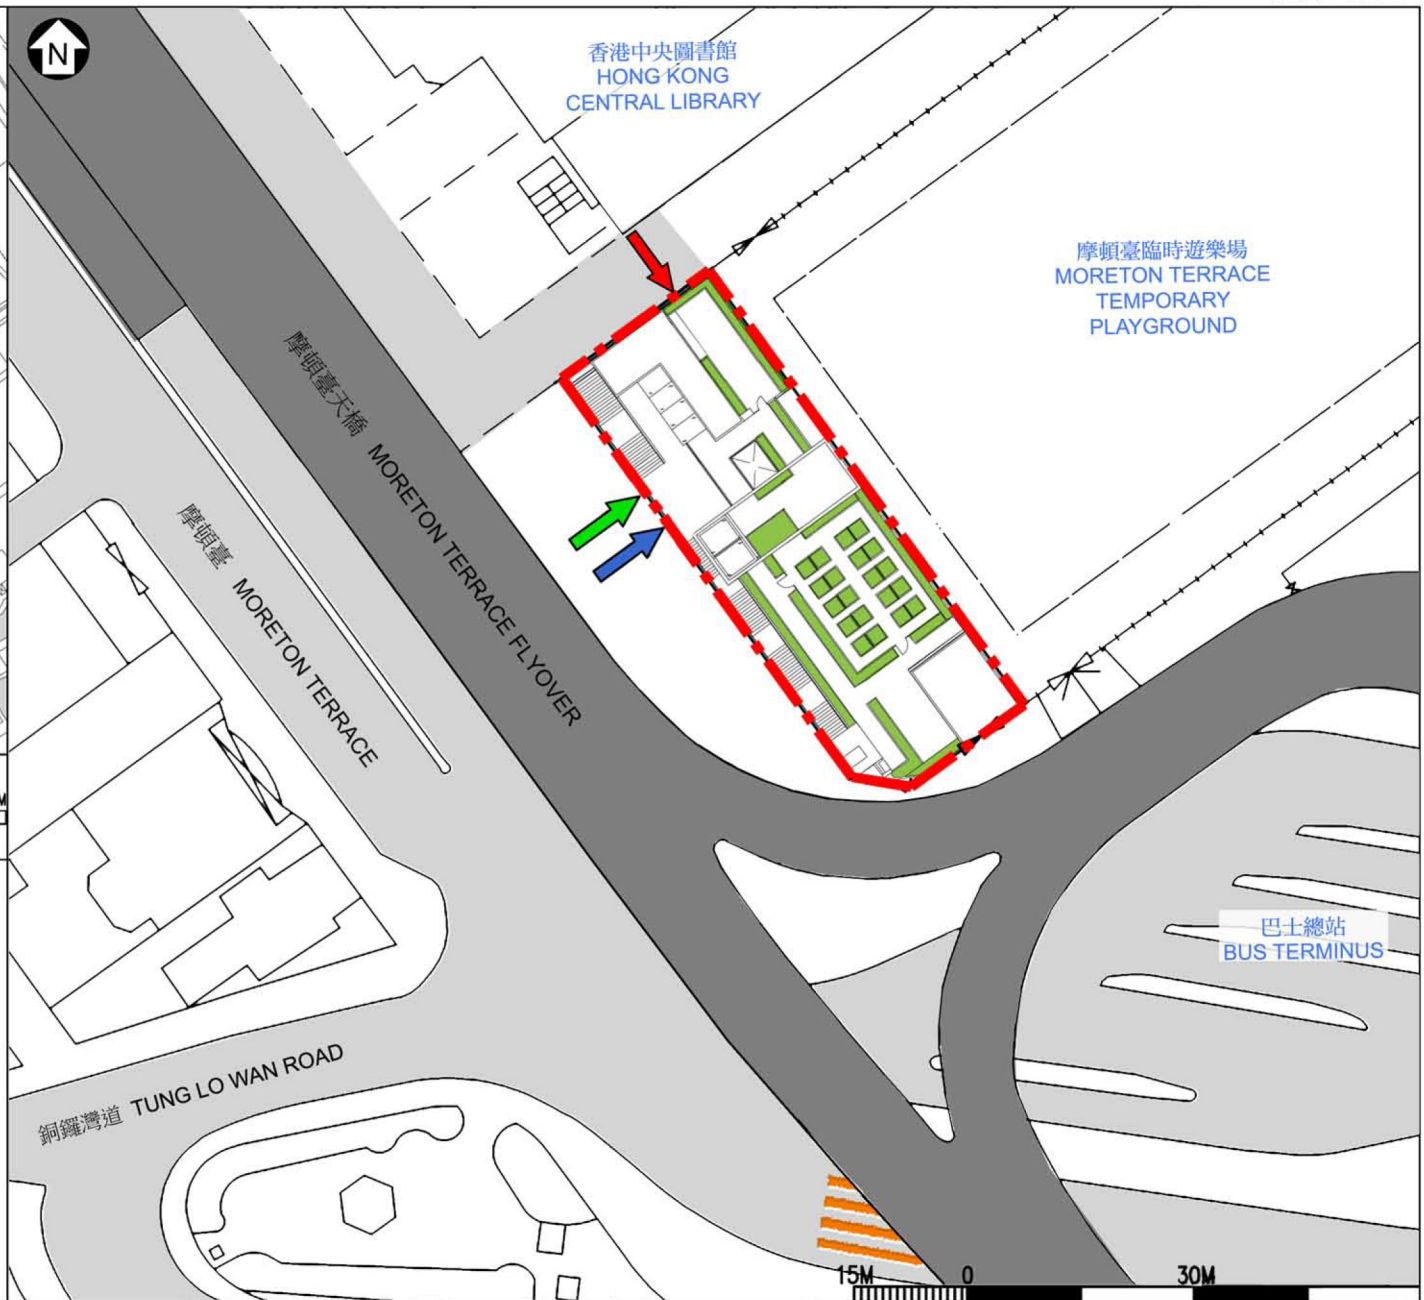 N
香港中央圖書館
HONG KONG
CENTRAL LIBRARY
摩頓臺臨時遊樂場
MORETON TERRACE
TEMPORARY
PLAYGROUND
摩頓臺天橋 MORETON TERRACE FLYOVER
摩頓臺 MORETON TERRACE
巴士總站
BUS TERMINUS
銅鑼灣道 TUNG LO WAN ROAD
15M 0 30M